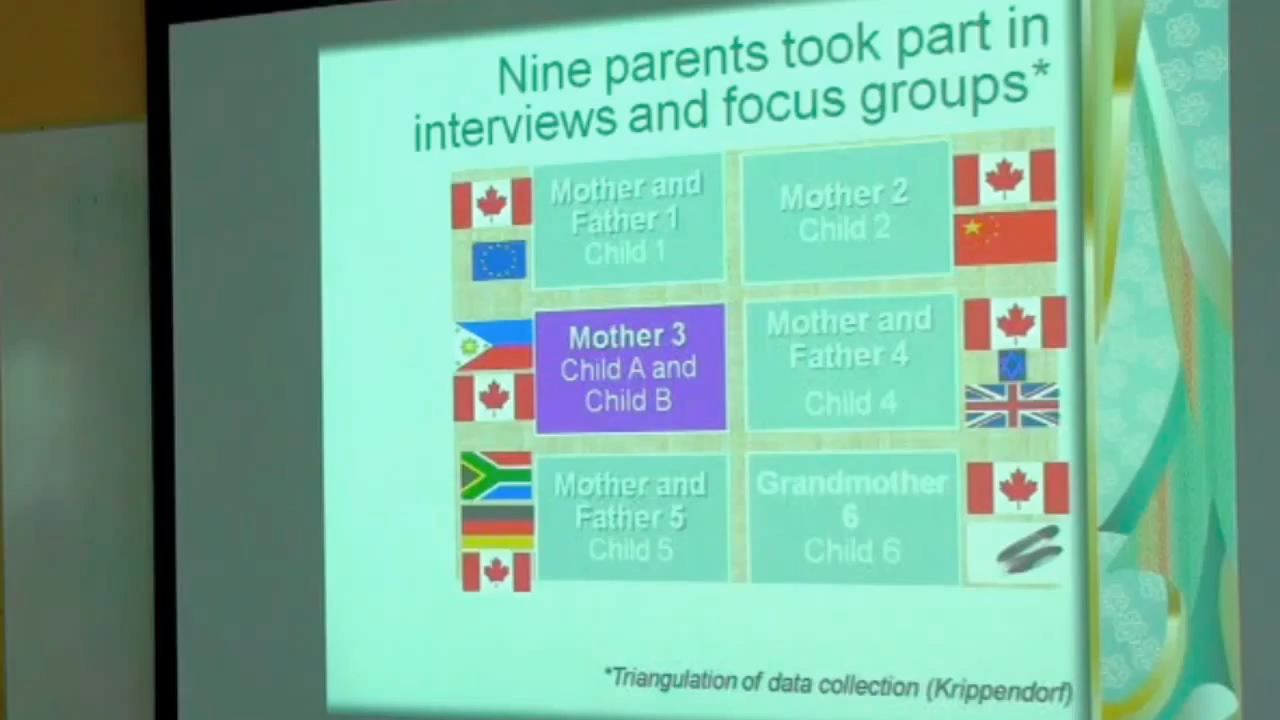 Nine parents took part in
interviews and focus groups*
Mother and
Father 1
Child 1
Mother 2
Child 2
Mother 3
Child A and
Child B
Mother and
Father 4
Child 4
Mother and
Father 5
Child 5
Grandmother
6
Child 6
*Triangulation of data collection (Krippendorf)